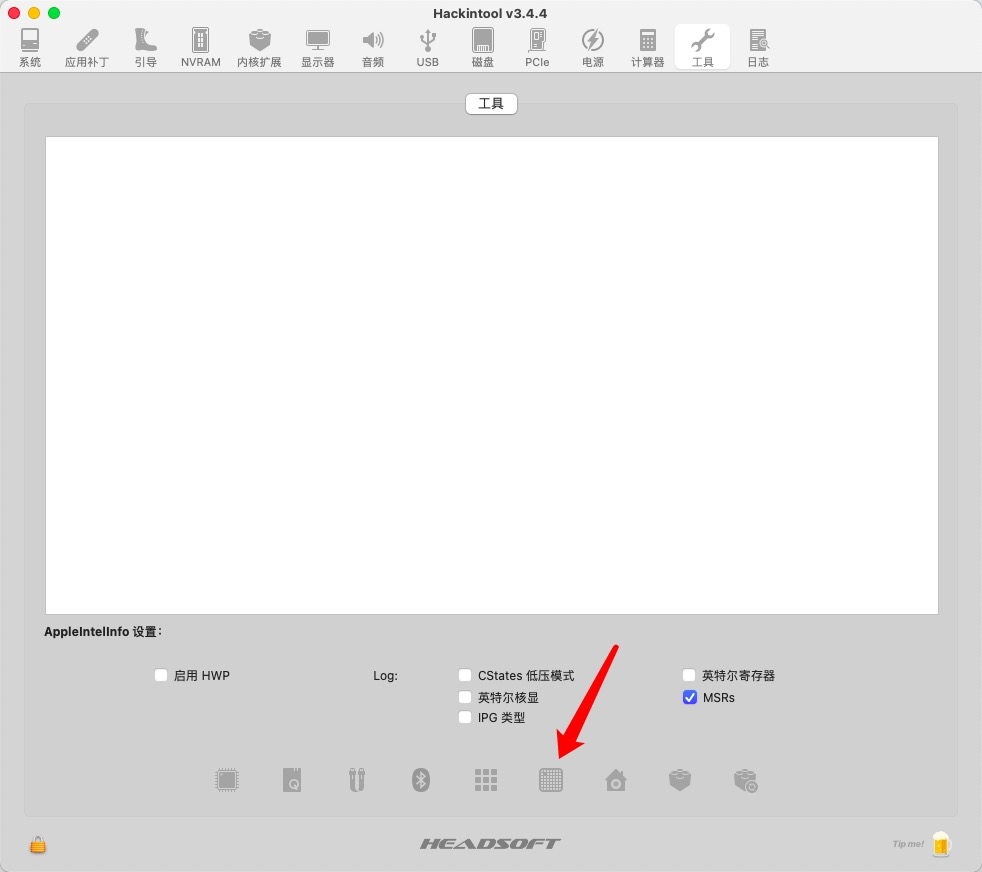 Hackintool v3.4.4
系统 应用补丁 引导 NVRAM 内核扩展 显示器 音频 USB 磁盘 PCIe 电源 计算器 工具 日志
工具
AppleIntelInfo 设置:
启用 HWP Log: CStates 低压模式 英特尔寄存器
英特尔核显 MSRs
IPG 类型
HEADSOFT Tip me!